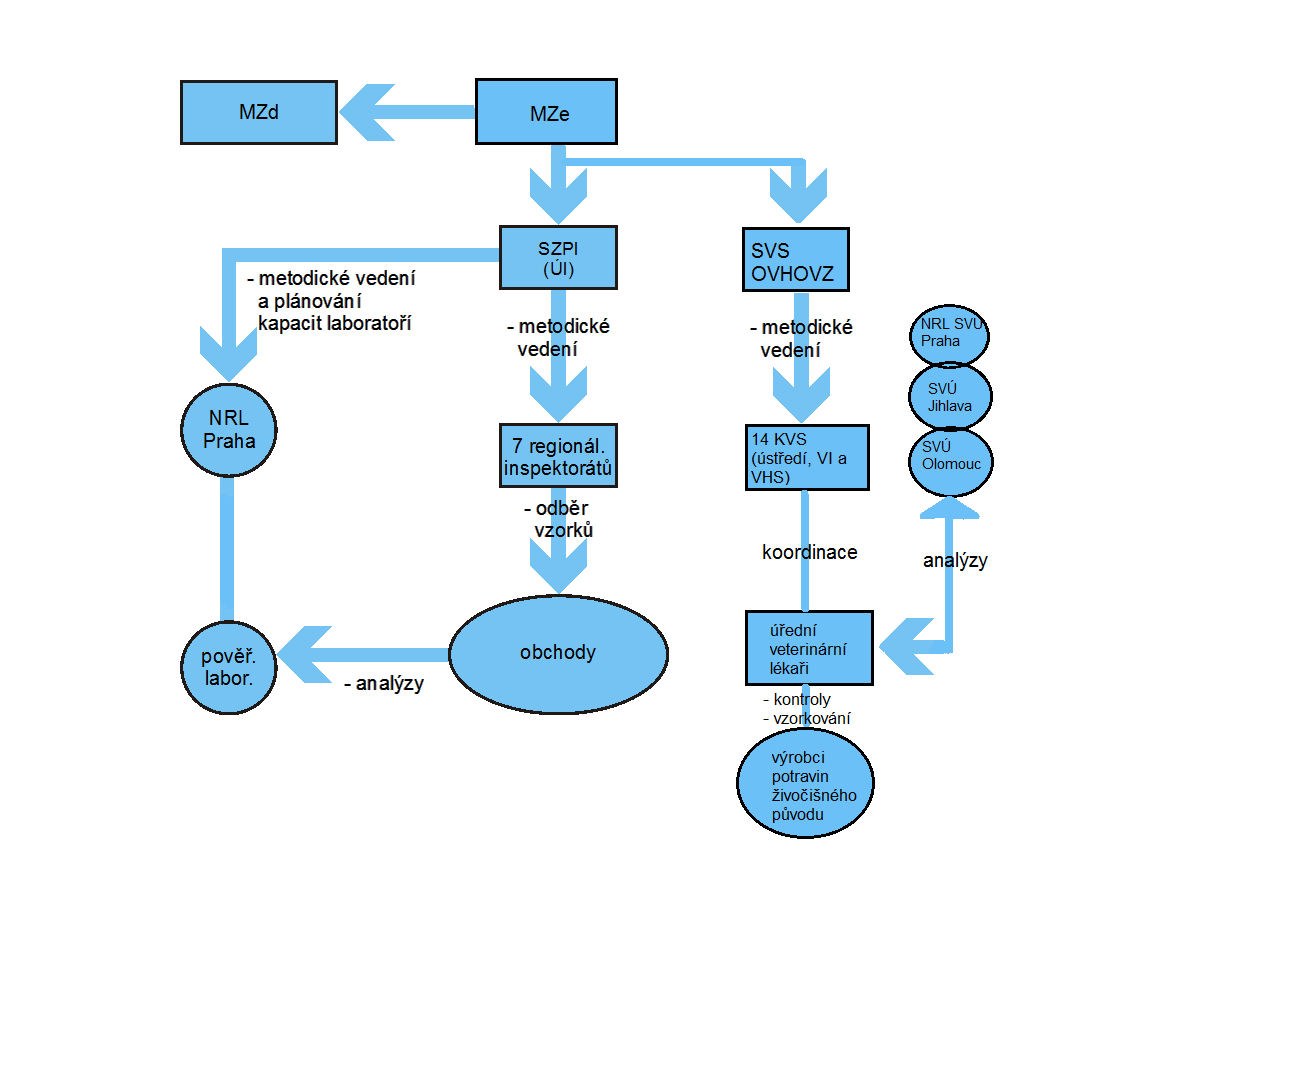 MZd
MZe
SZPI
(ÚI)
SVS
OVHOVZ
- metodické vedení
a plánování
kapacit laboratoří
- metodické
vedení
- metodické
vedení
NRL SVÚ
Praha
SVÚ
Jihlava
SVÚ
Olomouc
NRL
Praha
7 regionál.
inspektorátů
14 KVS
(ústředí, VI a
VHS)
- odběr
vzorků
koordinace
analýzy
pověř.
labor.
- analýzy
obchody
úřední
veterinární
lékaři
- kontroly
- vzorkování
výrobci
potravin
živočišného
původu